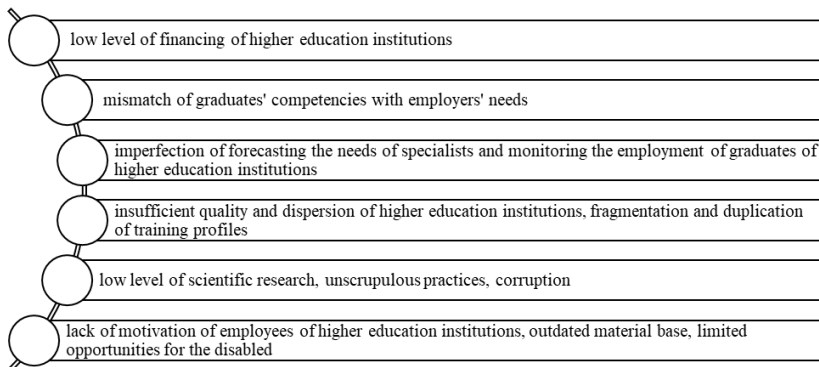 low level of financing of higher education institutions
mismatch of graduates' competencies with employers' needs
imperfection of forecasting the needs of specialists and monitoring the employment of graduates of
higher education institutions
insufficient quality and dispersion of higher education institutions, fragmentation and duplication
of training profiles
low level of scientific research, unscrupulous practices, corruption
lack of motivation of employees of higher education institutions, outdated material base, limited
opportunities for the disabled